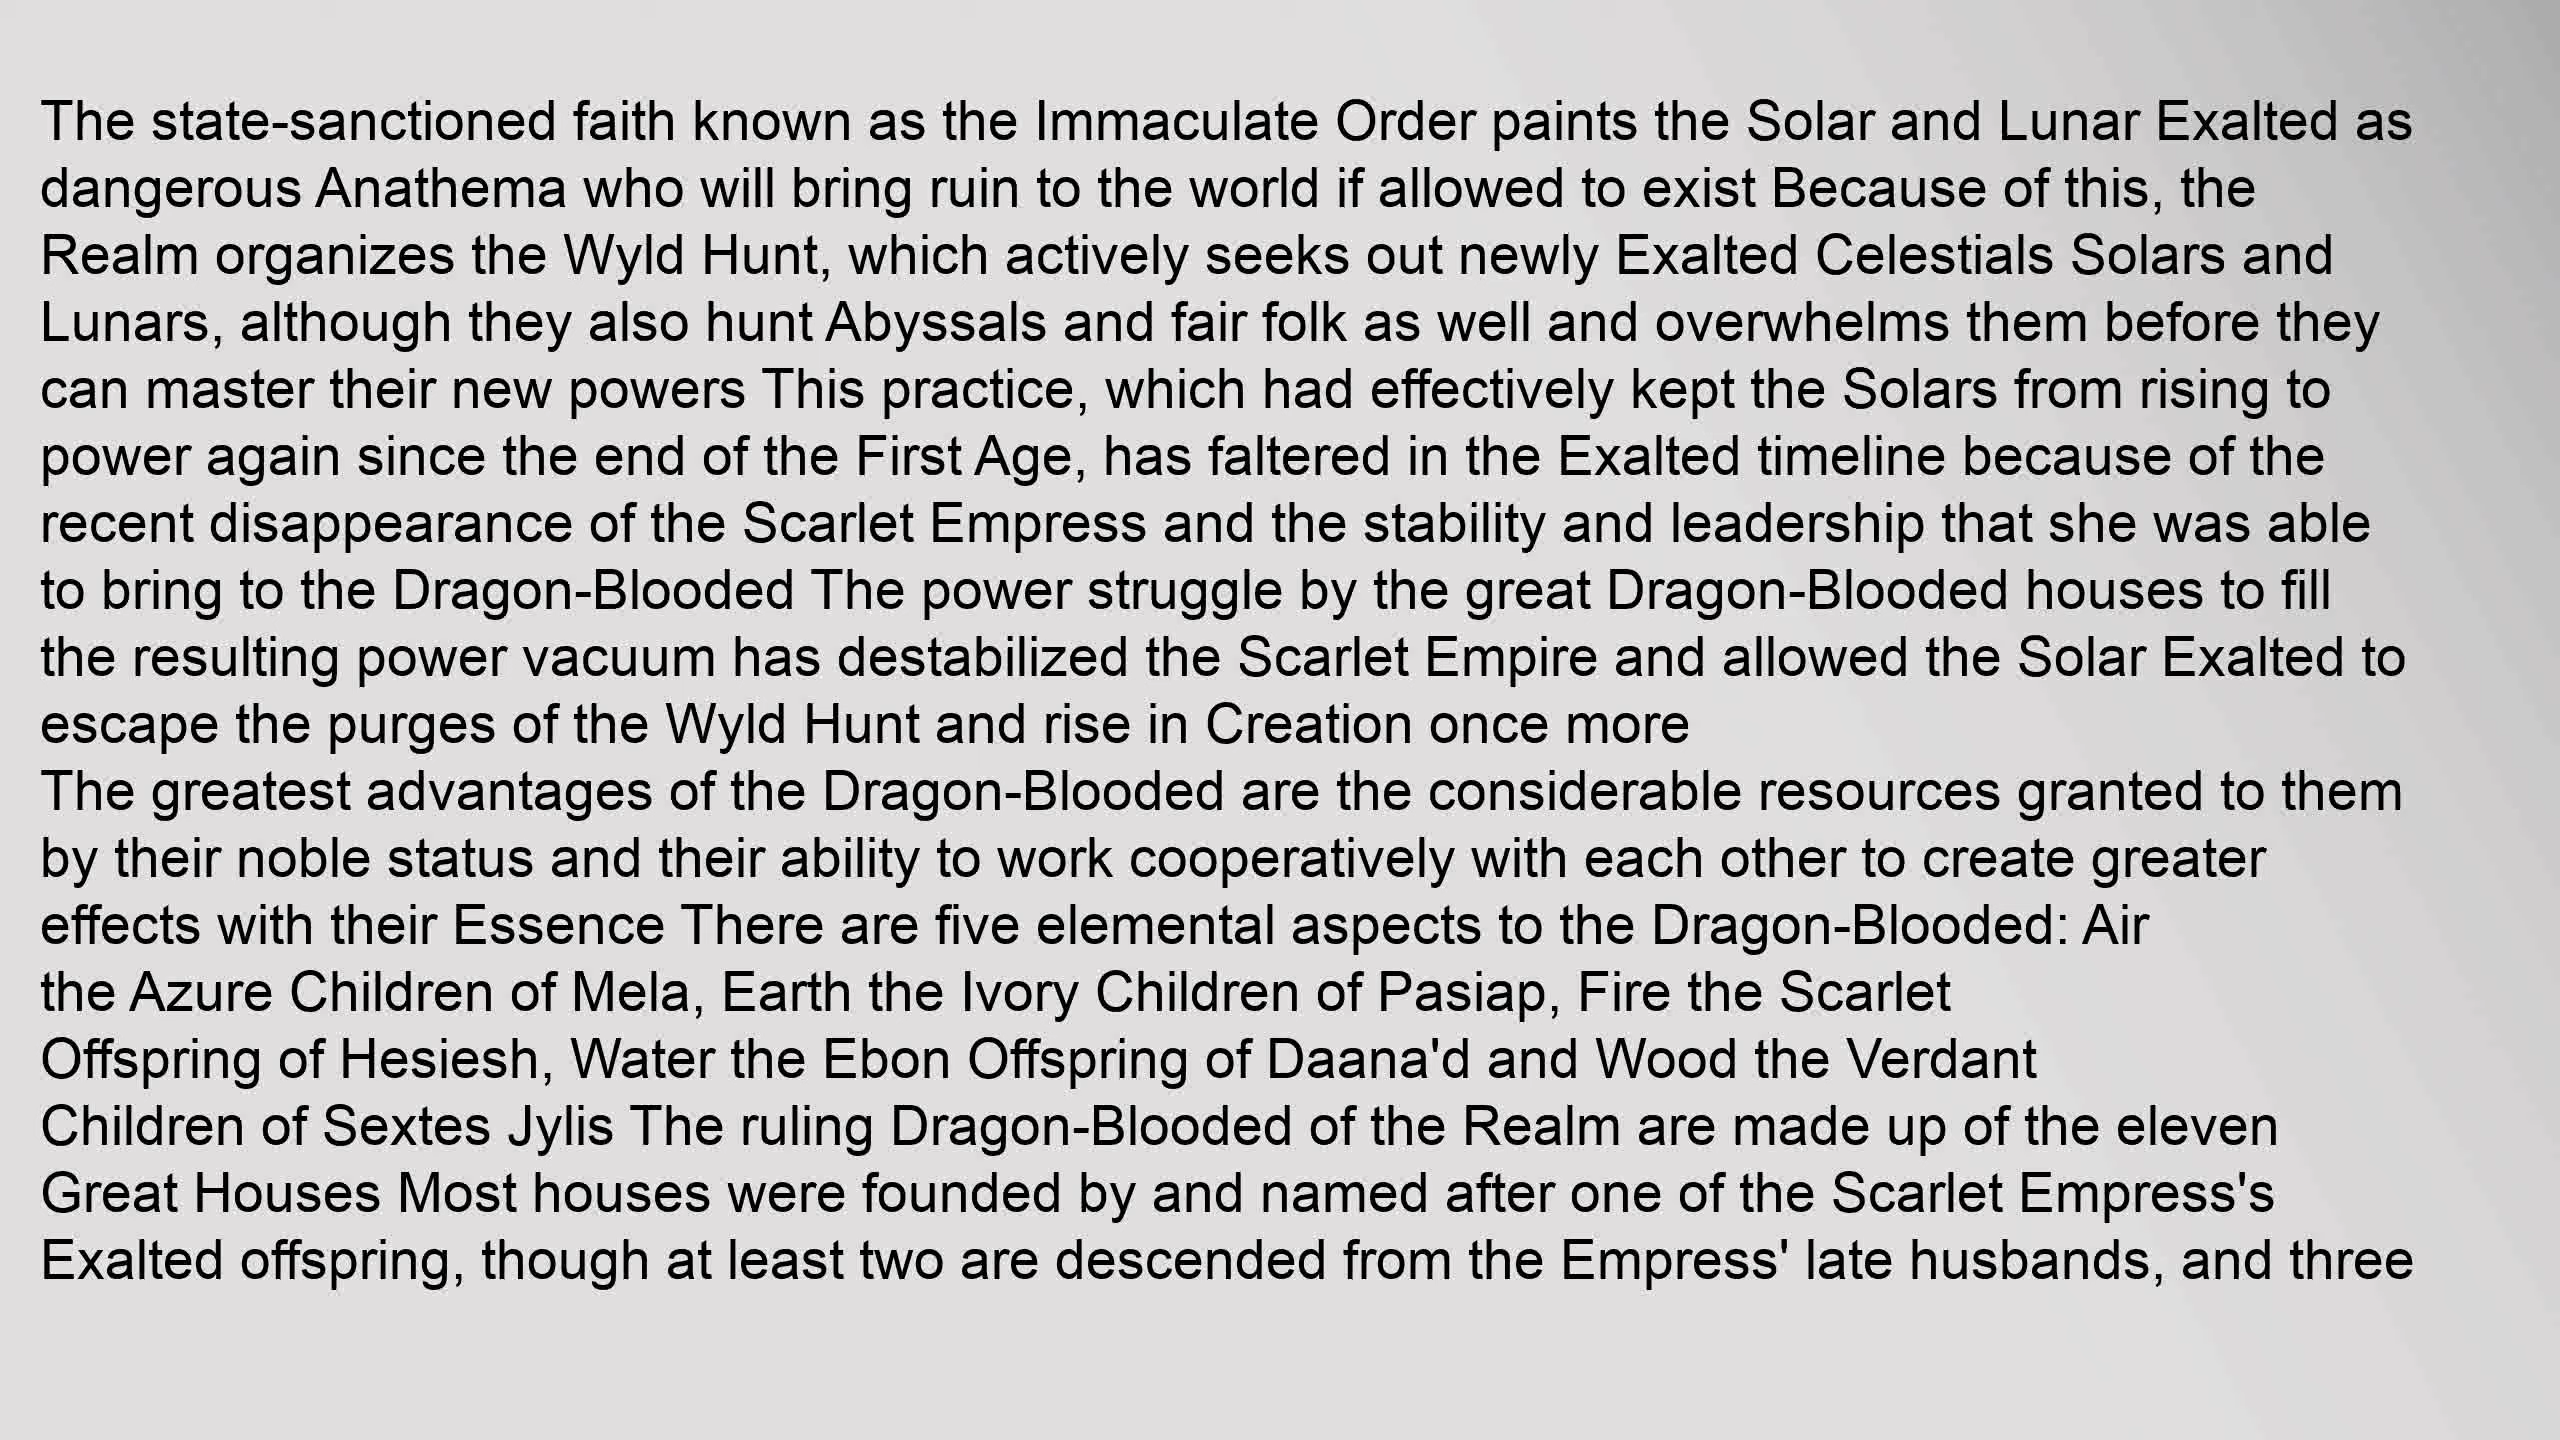 The state-sanctioned faith known as the Immaculate Order paints the Solar and Lunar Exalted as
dangerous Anathema who will bring ruin to the world if allowed to exist Because of this, the
Realm organizes the Wyld Hunt, which actively seeks out newly Exalted Celestials Solars and
Lunars, although they also hunt Abyssals and fair folk as well and overwhelms them before they
can master their new powers This practice, which had effectively kept the Solars from rising to
power again since the end of the First Age, has faltered in the Exalted timeline because of the
recent disappearance of the Scarlet Empress and the stability and leadership that she was able
to bring to the Dragon-Blooded The power struggle by the great Dragon-Blooded houses to fill
the resulting power vacuum has destabilized the Scarlet Empire and allowed the Solar Exalted to
escape the purges of the Wyld Hunt and rise in Creation once more
The greatest advantages of the Dragon-Blooded are the considerable resources granted to them
by their noble status and their ability to work cooperatively with each other to create greater
effects with their Essence There are five elemental aspects to the Dragon-Blooded: Air
the Azure Children of Mela, Earth the Ivory Children of Pasiap, Fire the Scarlet
Offspring of Hesiesh, Water the Ebon Offspring of Daana'd and Wood the Verdant
Children of Sextes Jylis The ruling Dragon-Blooded of the Realm are made up of the eleven
Great Houses Most houses were founded by and named after one of the Scarlet Empress's
Exalted offspring, though at least two are descended from the Empress' late husbands, and three